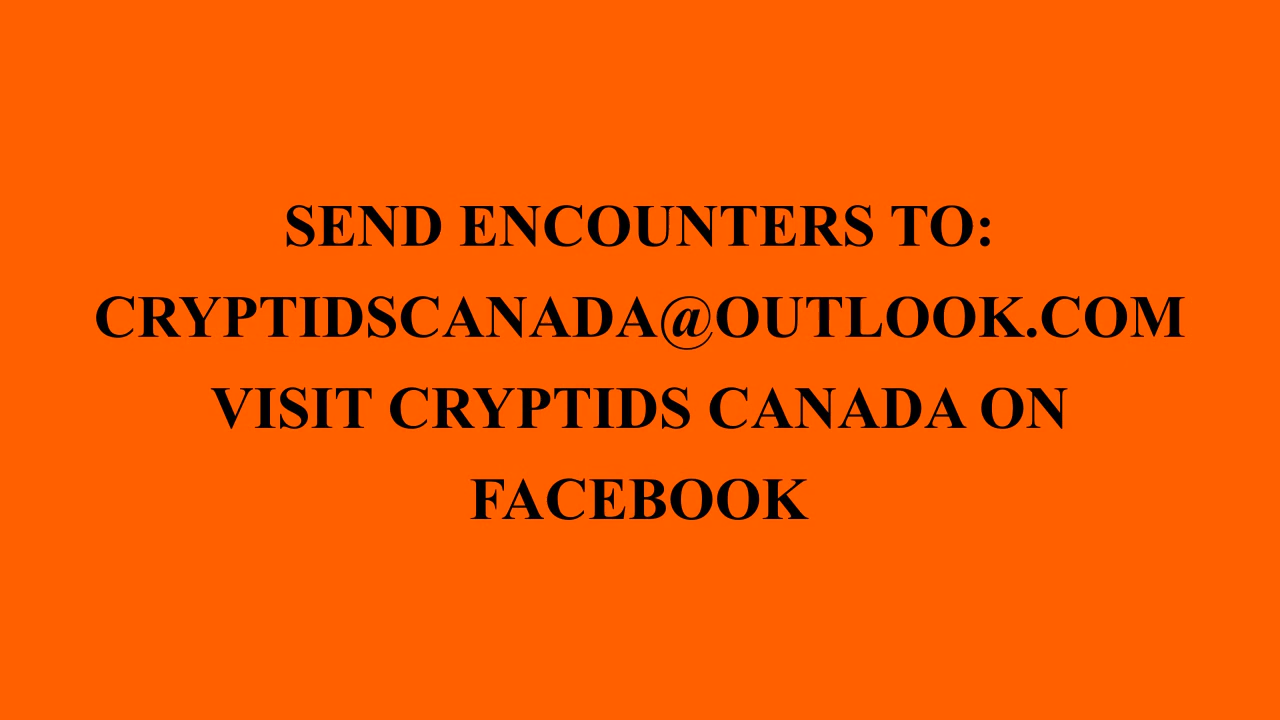 SEND ENCOUNTERS TO:
CRYPTIDSCANADA@OUTLOOK.COM
VISIT CRYPTIDS CANADA ON
FACEBOOK